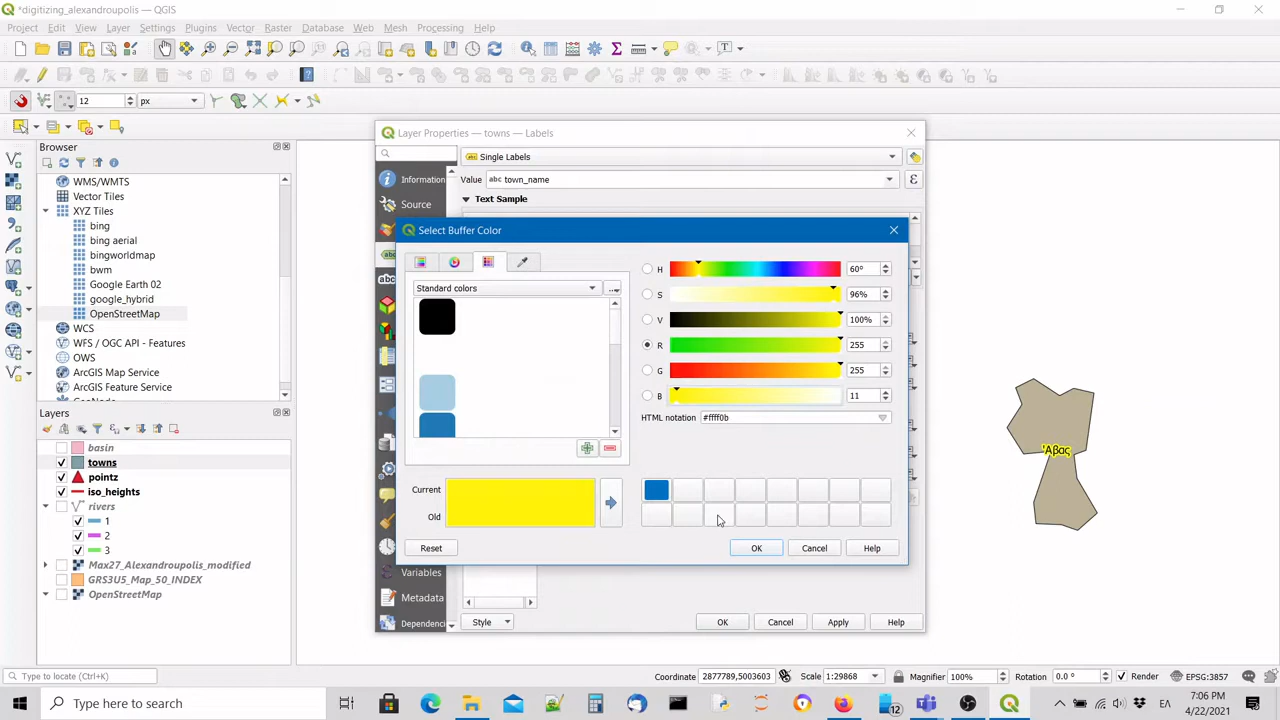 *digitizing_alexandroupolis — QGIS
Project Edit View Layer Settings Plugins Vector Raster Database Web Mesh Processing Help
12 px
Browser
WMS/WMTS
Vector Tiles
XYZ Tiles
bing
bing aerial
bingworldmap
bwm
Google Earth 02
google_hybrid
OpenStreetMap
WCS
WFS / OGC API - Features
OWS
ArcGIS Map Service
ArcGIS Feature Service
Layers
basin
towns
pointz
iso_heights
rivers
1
2
3
Max27_Alexandroupolis_modified
GRS3U5_Map_50_INDEX
OpenStreetMap
Layer Properties — towns — Labels
Single Labels
Information
Value abc town_name
Source
Text Sample
Select Buffer Color
Standard colors
H 60°
S 96%
V 100%
R 255
G 255
B 11
HTML notation #ffff0b
Current
Old
Reset OK Cancel Help
Variables
Metadata
Dependenci
Style OK Cancel Apply Help
Άβας
Type to locate (Ctrl+K) Coordinate 2877789,5003603 Scale 1:29868 Magnifier 100% Rotation 0.0 ° Render EPSG:3857
Type here to search 12 ΕΛ 7:06 PM
4/22/2021